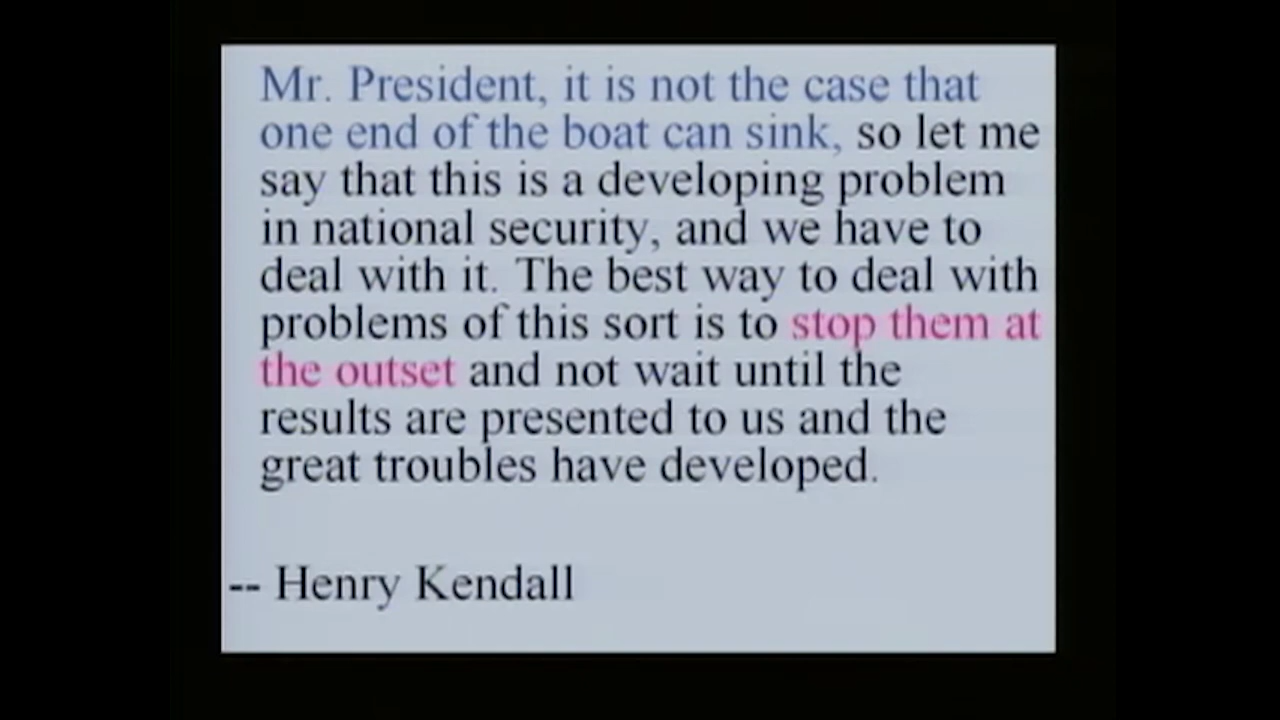 Mr. President, it is not the case that
one end of the boat can sink, so let me
say that this is a developing problem
in national security, and we have to
deal with it. The best way to deal with
problems of this sort is to stop them at
the outset and not wait until the
results are presented to us and the
great troubles have developed.
-- Henry Kendall